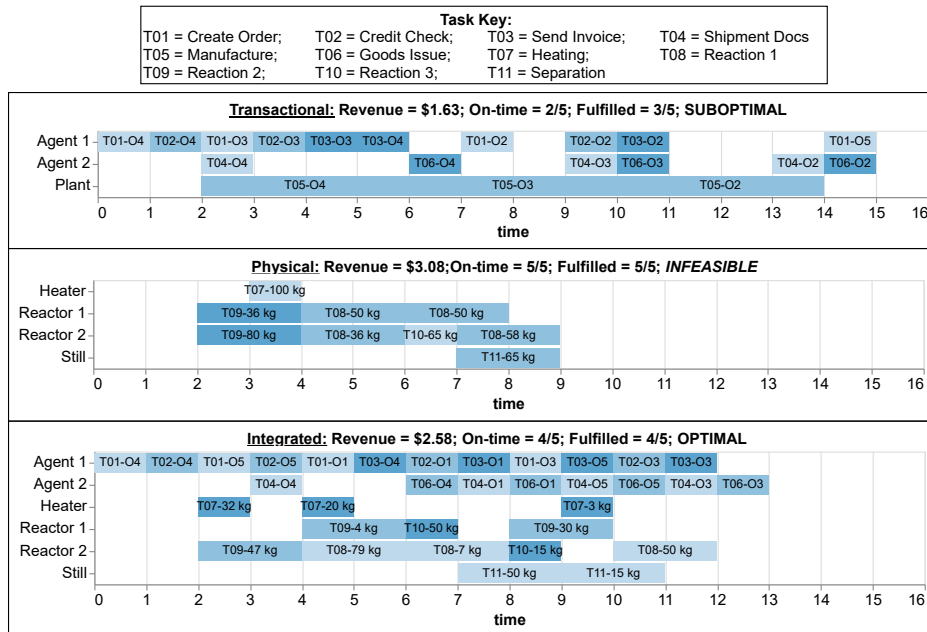 Task Key:
T01 = Create Order; T02 = Credit Check; T03 = Send Invoice; T04 = Shipment Docs
T05 = Manufacture; T06 = Goods Issue; T07 = Heating; T08 = Reaction 1
T09 = Reaction 2; T10 = Reaction 3; T11 = Separation
Transactional: Revenue = $1.63; On-time = 2/5; Fulfilled = 3/5; SUBOPTIMAL
Agent 1 T01-O4 T02-O4 T01-O3 T02-O3 T03-O3 T03-O4 T01-O2 T02-O2 T03-O2 T01-O5
Agent 2 T04-O4 T06-O4 T04-O3 T06-O3 T04-O2 T06-O2
Plant T05-O4 T05-O3 T05-O2
0 1 2 3 4 5 6 7 8 9 10 11 12 13 14 15 16
time
Physical: Revenue = $3.08;On-time = 5/5; Fulfilled = 5/5; INFEASIBLE
Heater T07-100 kg
Reactor 1 T09-36 kg T08-50 kg T08-50 kg
Reactor 2 T09-80 kg T08-36 kg T10-65 kg T08-58 kg
Still T11-65 kg
0 1 2 3 4 5 6 7 8 9 10 11 12 13 14 15 16
time
Integrated: Revenue = $2.58; On-time = 4/5; Fulfilled = 4/5; OPTIMAL
Agent 1 T01-O4 T02-O4 T01-O5 T02-O5 T01-O1 T03-O4 T02-O1 T03-O1 T01-O3 T03-O5 T02-O3 T03-O3
Agent 2 T04-O4 T06-O4 T04-O1 T06-O1 T04-O5 T06-O5 T04-O3 T06-O3
Heater T07-32 kg T07-20 kg T07-3 kg
Reactor 1 T09-4 kg T10-50 kg T09-30 kg
Reactor 2 T09-47 kg T08-79 kg T08-7 kg T10-15 kg T08-50 kg
Still T11-50 kg T11-15 kg
0 1 2 3 4 5 6 7 8 9 10 11 12 13 14 15 16
time